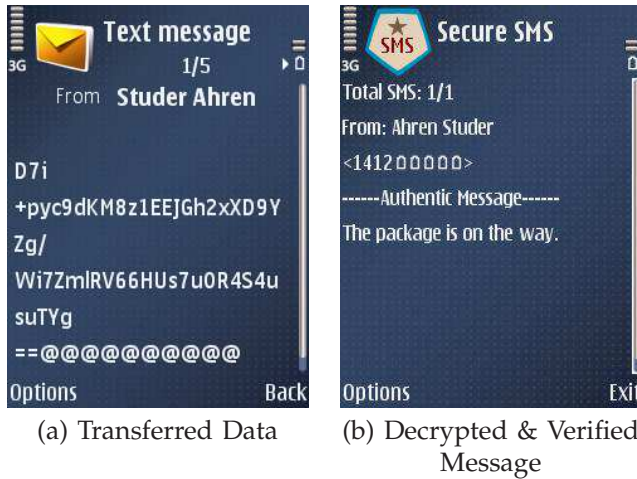 Text message
3G
1/5
From Studer Ahren
D7i
+pyc9dKM8z1EEJGh2xXD9Y
Zg/
Wi7ZmlRV66HUs7u0R4S4u
suTYg
==@@@@@@@@@@
Options Back
(a) Transferred Data
SMS
Secure SMS
3G
Total SMS: 1/1
From: Ahren Studer
<1412▯▯▯▯▯>
------Authentic Message------
The package is on the way.
Options Exit
(b) Decrypted & Verified
Message